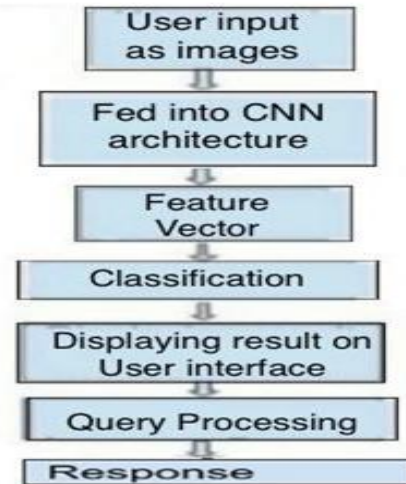 User input
as images
Fed into CNN
architecture
Feature
Vector
Classification
Displaying result on
User interface
Query Processing
Response